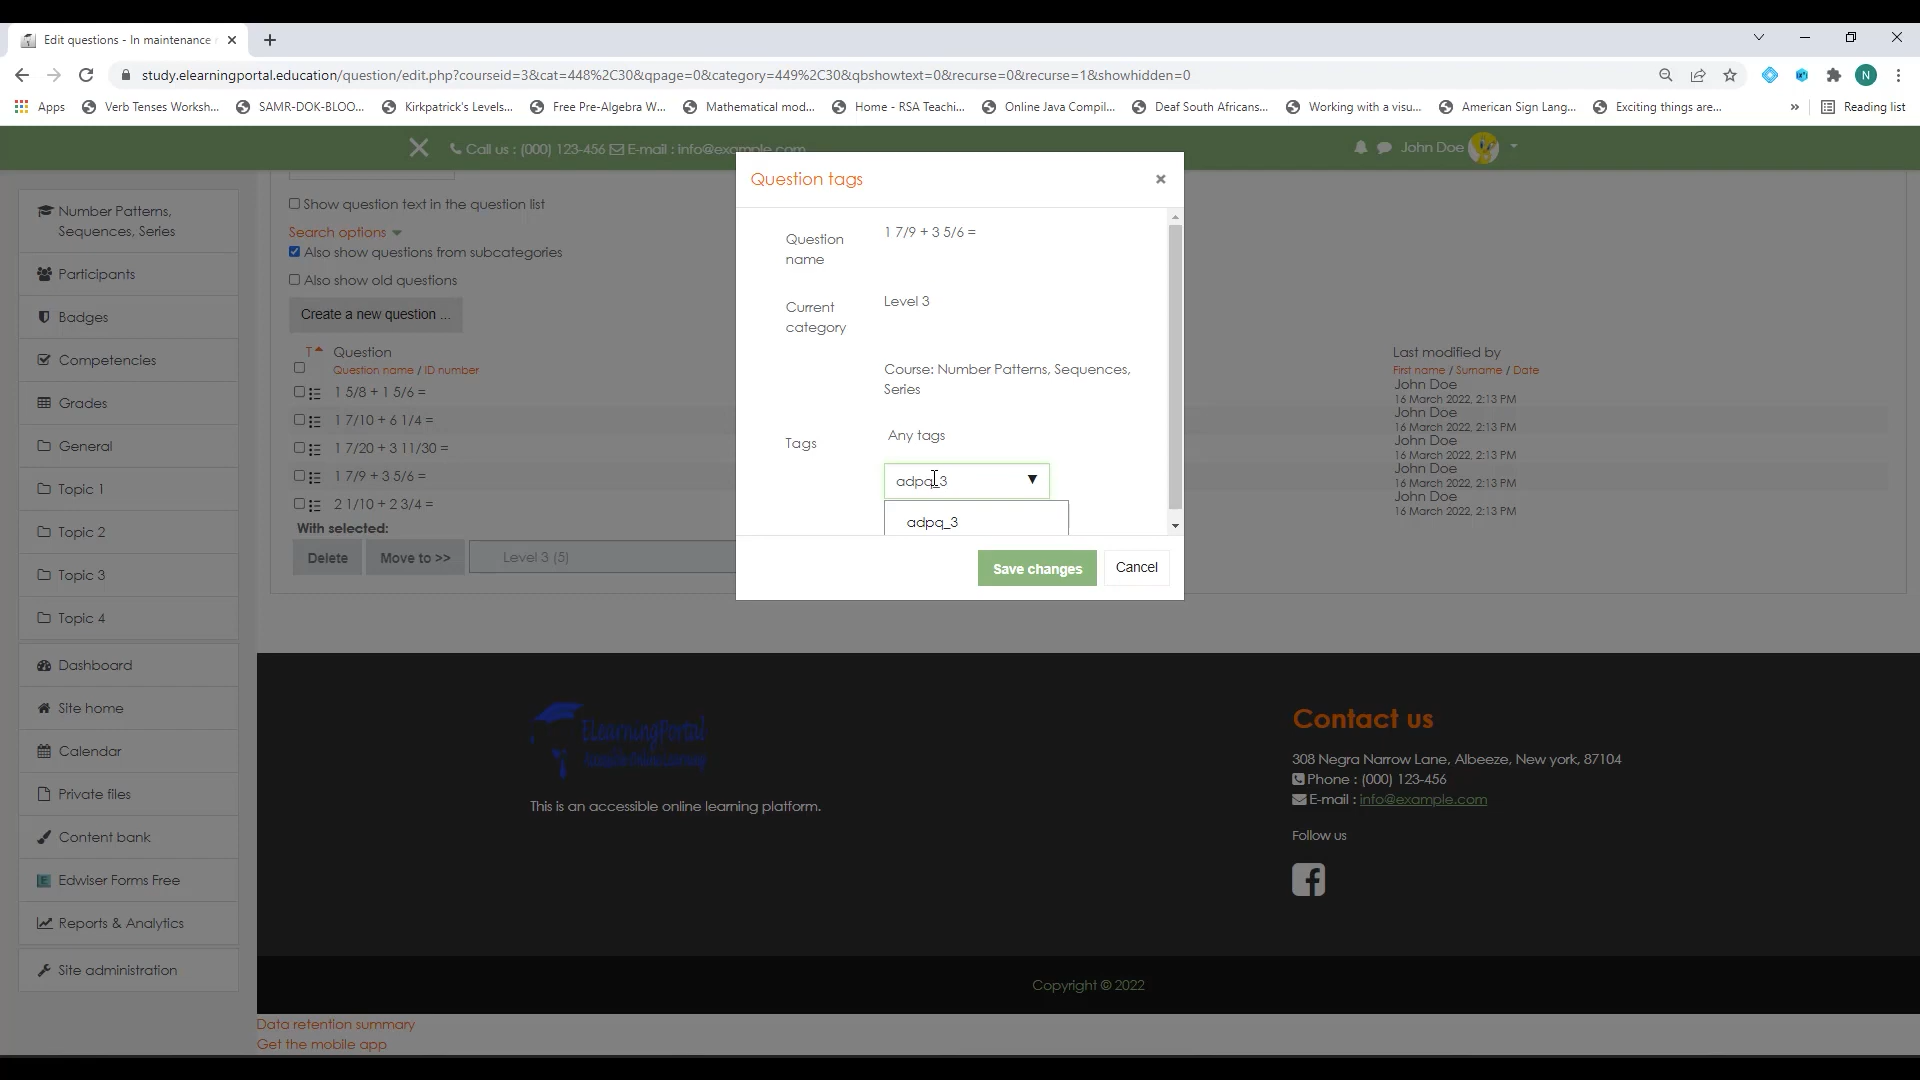 Edit questions - In maintenance
study.elearningportal.education/question/edit.php?courseid=3&cat=448%2C30&qpage=0&category=449%2C30&qbshowtext=0&recurse=0&recurse=1&showhidden=0
N
Apps
Verb Tenses Worksh...
SAMR-DOK-BLOO...
Kirkpatrick's Levels...
Free Pre-Algebra W...
Mathematical mod...
Home - RSA Teachi...
Online Java Compil...
Deaf South Africans...
Working with a visu...
American Sign Lang...
Exciting things are...
Reading list
Call us : (000) 123-456 E-mail : info@example.com
John Doe
Number Patterns,
Sequences, Series
Participants
Badges
Competencies
Grades
General
Topic 1
Topic 2
Topic 3
Topic 4
Dashboard
Site home
Calendar
Private files
Content bank
Edwiser Forms Free
Reports & Analytics
Site administration
Show question text in the question list
Search options
Also show questions from subcategories
Also show old questions
Create a new question ...
T
Question
Question name / ID number
1 5/8 + 1 5/6 =
1 7/10 + 6 1/4 =
1 7/20 + 3 11/30 =
1 7/9 + 3 5/6 =
2 1/10 + 2 3/4 =
With selected:
Delete
Move to >>
Level 3 (5)
Last modified by
First name / Surname / Date
John Doe
16 March 2022, 2:13 PM
John Doe
16 March 2022, 2:13 PM
John Doe
16 March 2022, 2:13 PM
John Doe
16 March 2022, 2:13 PM
John Doe
16 March 2022, 2:13 PM
Question tags
Question
name
1 7/9 + 3 5/6 =
Current
category
Level 3
Course: Number Patterns, Sequences,
Series
Tags
Any tags
adpq_3
adpq_3
Save changes
Cancel
ELearningPortal
This is an accessible online learning platform.
Contact us
308 Negra Narrow Lane, Albeeze, New york, 87104
Phone : (000) 123-456
E-mail : info@example.com
Follow us
Copyright © 2022
Data retention summary
Get the mobile app